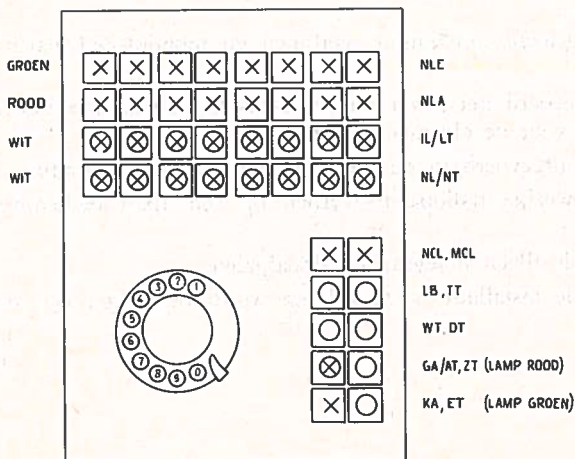 GROEN NLE
ROOD NLA
WIT IL/LT
WIT NL/NT
NCL, MCL
LB, TT
WT, DT
GA/AT, ZT (LAMP ROOD)
KA, ET (LAMP GROEN)
1
2
3
4
5
6
7
8
9
0